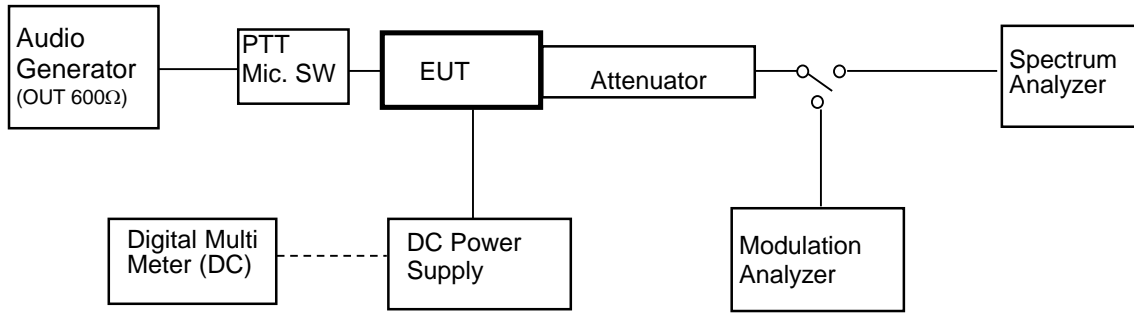 Audio
Generator
(OUT 600Ω)
PTT
Mic. SW
EUT
Attenuator
Spectrum
Analyzer
Digital Multi
Meter (DC)
DC Power
Supply
Modulation
Analyzer